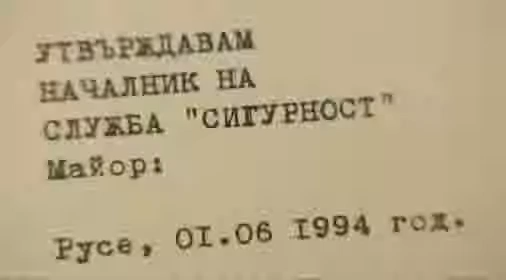 УТВЪРЖДАВАМ
НАЧАЛНИК НА
СЛУЖБА "СИГУРНОСТ"
Майор:
Русе, 01.06 1994 год.